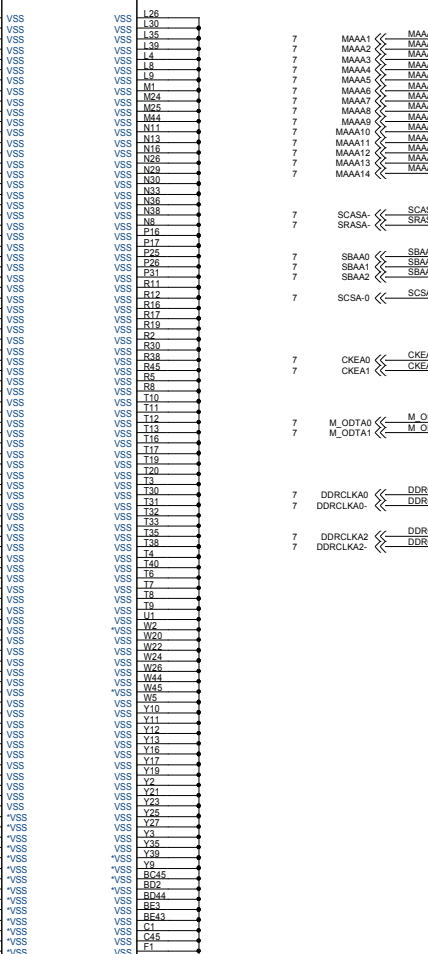 VSS VSS L26
VSS VSS L30
VSS VSS L35
VSS VSS L39
VSS VSS L4
VSS VSS L8
VSS VSS L9
VSS VSS M1
VSS VSS M24
VSS VSS M25
VSS VSS M44
VSS VSS N11
VSS VSS N13
VSS VSS N16
VSS VSS N26
VSS VSS N29
VSS VSS N30
VSS VSS N33
VSS VSS N36
VSS VSS N38
VSS VSS N8
VSS VSS P16
VSS VSS P17
VSS VSS P25
VSS VSS P26
VSS VSS P31
VSS VSS R11
VSS VSS R12
VSS VSS R16
VSS VSS R17
VSS VSS R19
VSS VSS R2
VSS VSS R30
VSS VSS R38
VSS VSS R45
VSS VSS R5
VSS VSS R8
VSS VSS T10
VSS VSS T11
VSS VSS T12
VSS VSS T13
VSS VSS T16
VSS VSS T17
VSS VSS T19
VSS VSS T20
VSS VSS T3
VSS VSS T30
VSS VSS T31
VSS VSS T32
VSS VSS T33
VSS VSS T35
VSS VSS T38
VSS VSS T4
VSS VSS T40
VSS VSS T6
VSS VSS T7
VSS VSS T8
VSS VSS T9
VSS VSS U1
VSS *VSS W2
VSS VSS W20
VSS VSS W22
VSS VSS W24
VSS VSS W26
VSS VSS W44
VSS *VSS W45
VSS VSS W5
VSS VSS Y10
VSS VSS Y11
VSS VSS Y12
VSS VSS Y13
VSS VSS Y16
VSS VSS Y17
VSS VSS Y19
VSS VSS Y2
VSS VSS Y21
VSS VSS Y23
*VSS VSS Y25
*VSS VSS Y27
*VSS VSS Y3
*VSS VSS Y35
*VSS *VSS Y39
*VSS *VSS Y9
*VSS *VSS BC45
*VSS *VSS BD2
*VSS VSS BD44
*VSS VSS BE3
*VSS VSS BE43
*VSS VSS C1
*VSS VSS C45
*VSS VSS F1
7 MAAA1
7 MAAA2
7 MAAA3
7 MAAA4
7 MAAA5
7 MAAA6
7 MAAA7
7 MAAA8
7 MAAA9
7 MAAA10
7 MAAA11
7 MAAA12
7 MAAA13
7 MAAA14
7 SCASA-
7 SRASA-
7 SBAA0
7 SBAA1
7 SBAA2
7 SCSA-0
7 CKEA0
7 CKEA1
7 M_ODTA0
7 M_ODTA1
7 DDRCLKA0
7 DDRCLKA0-
7 DDRCLKA2
7 DDRCLKA2-